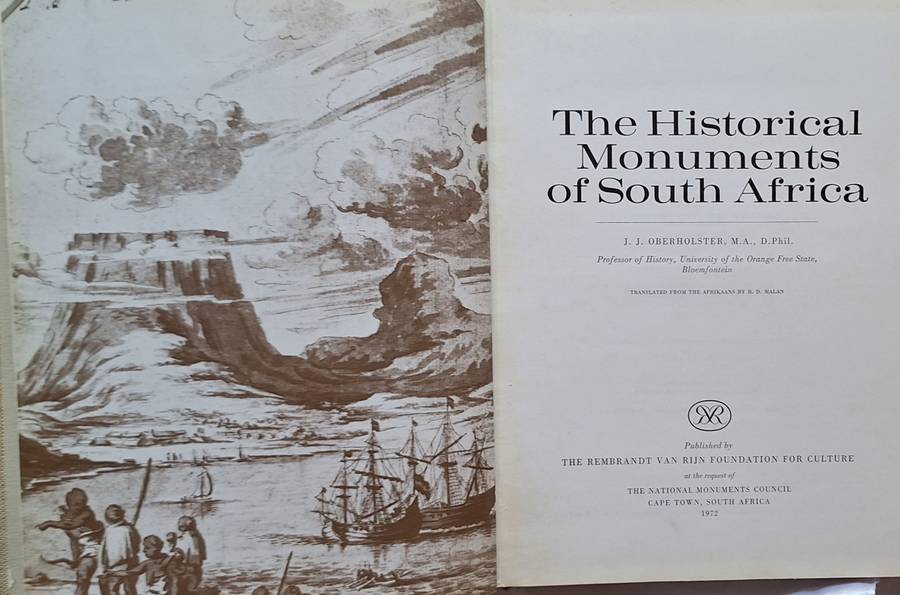 The Historical
Monuments
of South Africa
J. J. OBERHOLSTER, M.A., D.Phil.
Professor of History, University of the Orange Free State,
Bloemfontein
TRANSLATED FROM THE AFRIKAANS BY B. D. MALAN
Published by
THE REMBRANDT VAN RIJN FOUNDATION FOR CULTURE
at the request of
THE NATIONAL MONUMENTS COUNCIL
CAPE TOWN, SOUTH AFRICA
1972